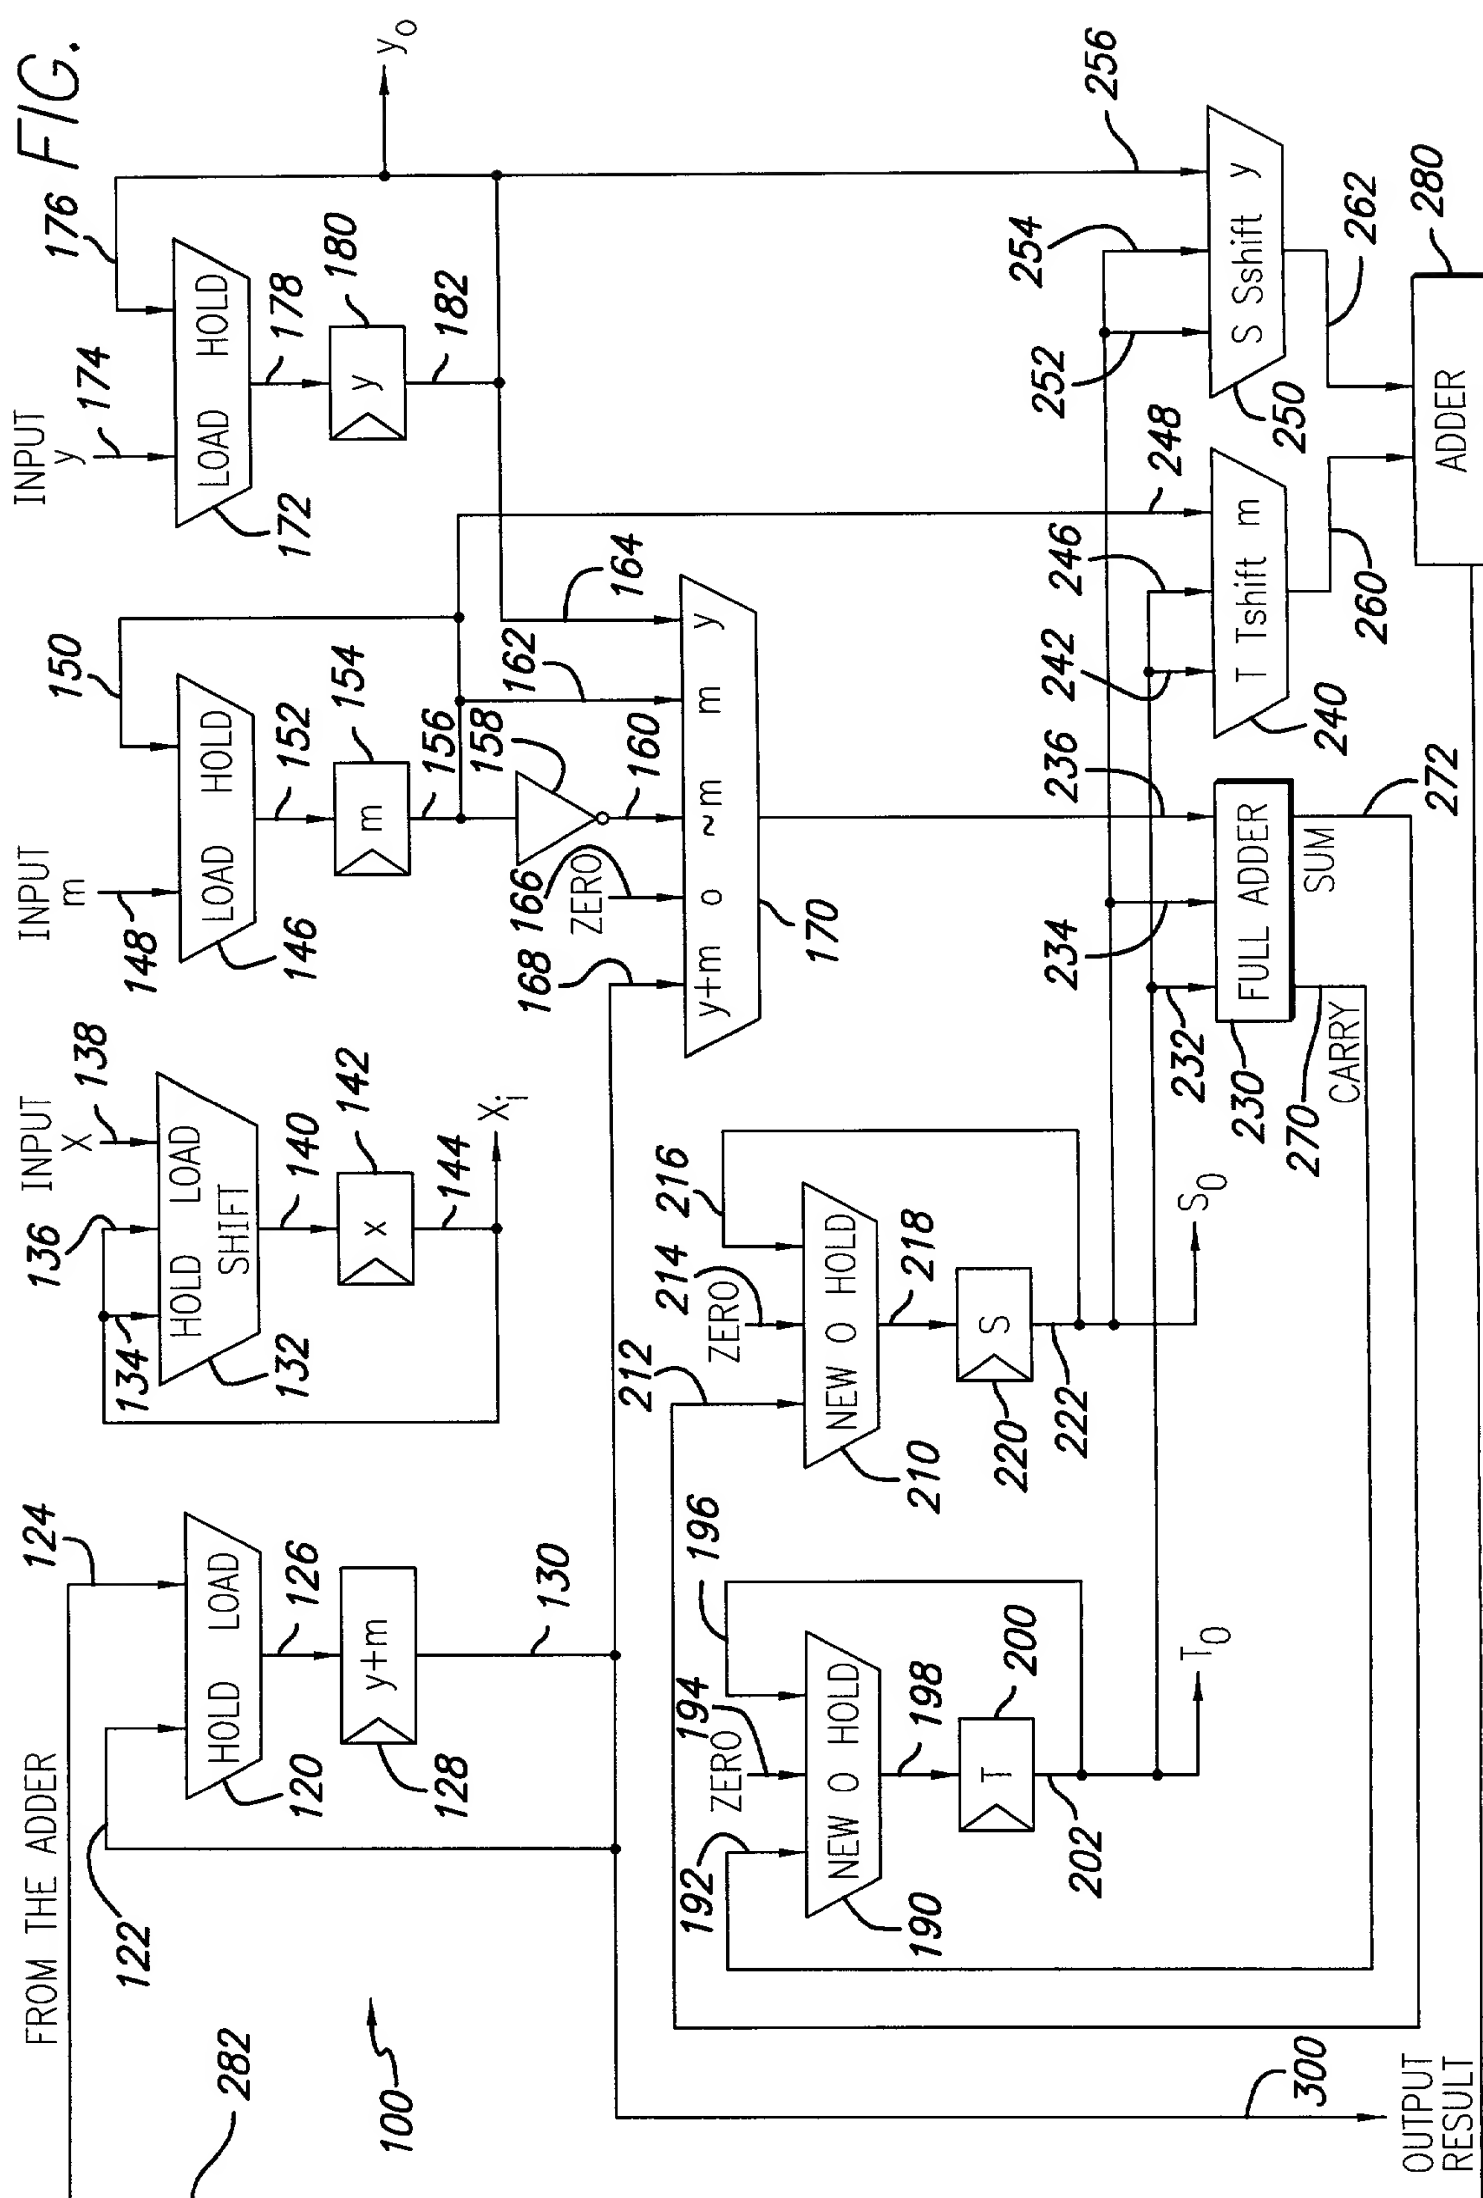 FIG.
FROM THE ADDER
282
100
122
124
HOLD LOAD
120
126
y+m
128
130
INPUT
X
138
136
134
HOLD LOAD
SHIFT
132
140
x
142
144
Xi
INPUT
m
148
150
LOAD HOLD
146
152
m
154
156
158
160
162
164
ZERO
166
168
y+m 0 ~m m y
170
INPUT
y
174
176
LOAD HOLD
172
178
y
180
182
y0
192
ZERO
194
196
NEW 0 HOLD
190
198
T
200
202
T0
212
ZERO
214
216
NEW 0 HOLD
210
218
S
220
222
S0
232
234
236
FULL ADDER
230
CARRY
270
SUM
272
242
246
248
T Tshift m
240
260
252
254
256
S Sshift y
250
262
ADDER
280
300
OUTPUT
RESULT